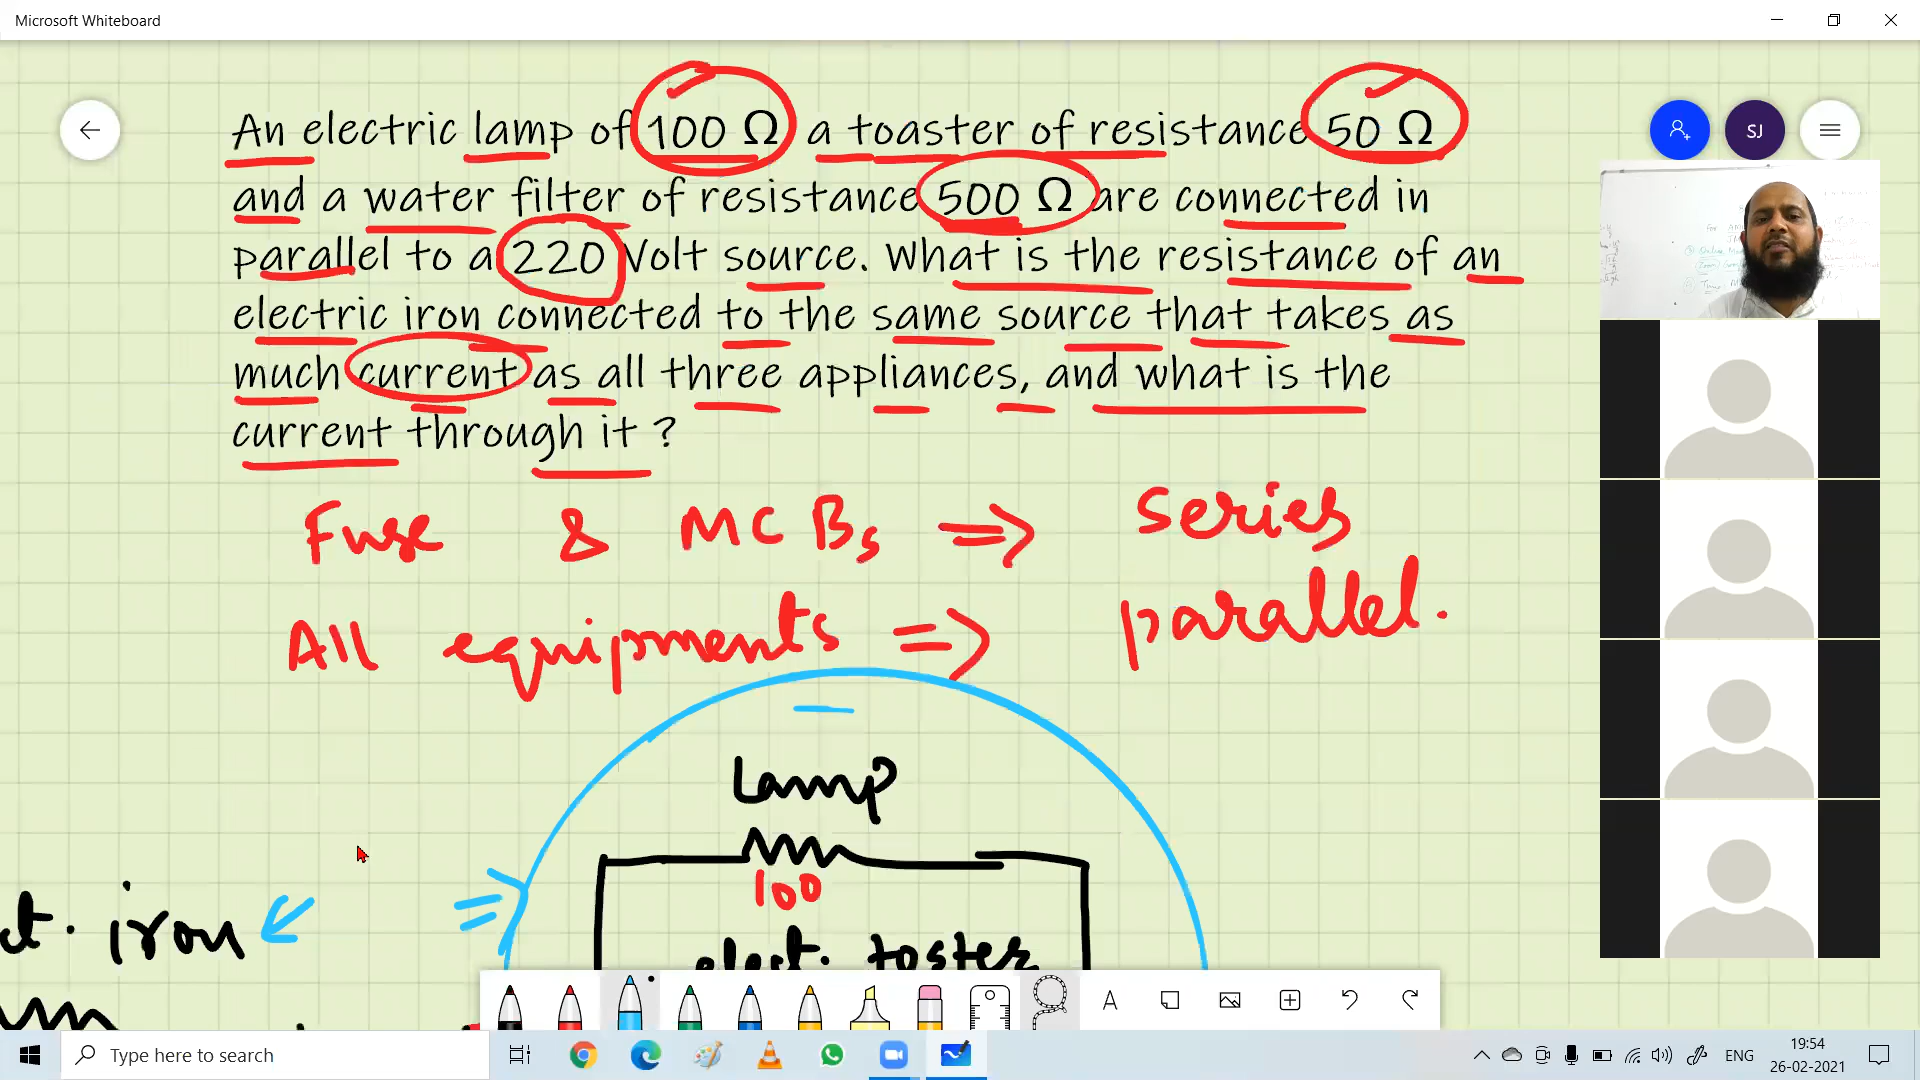 Microsoft Whiteboard
An electric lamp of 100 Ω a toaster of resistance 50 Ω
and a water filter of resistance 500 Ω are connected in
parallel to a 220 Volt source. What is the resistance of an
electric iron connected to the same source that takes as
much current as all three appliances, and what is the
current through it ?
SJ
Fuse & MCBs => Series
All equipments => parallel.
Lamp
100
ct. iron
elect. toster
Type here to search
ENG
19:54
26-02-2021